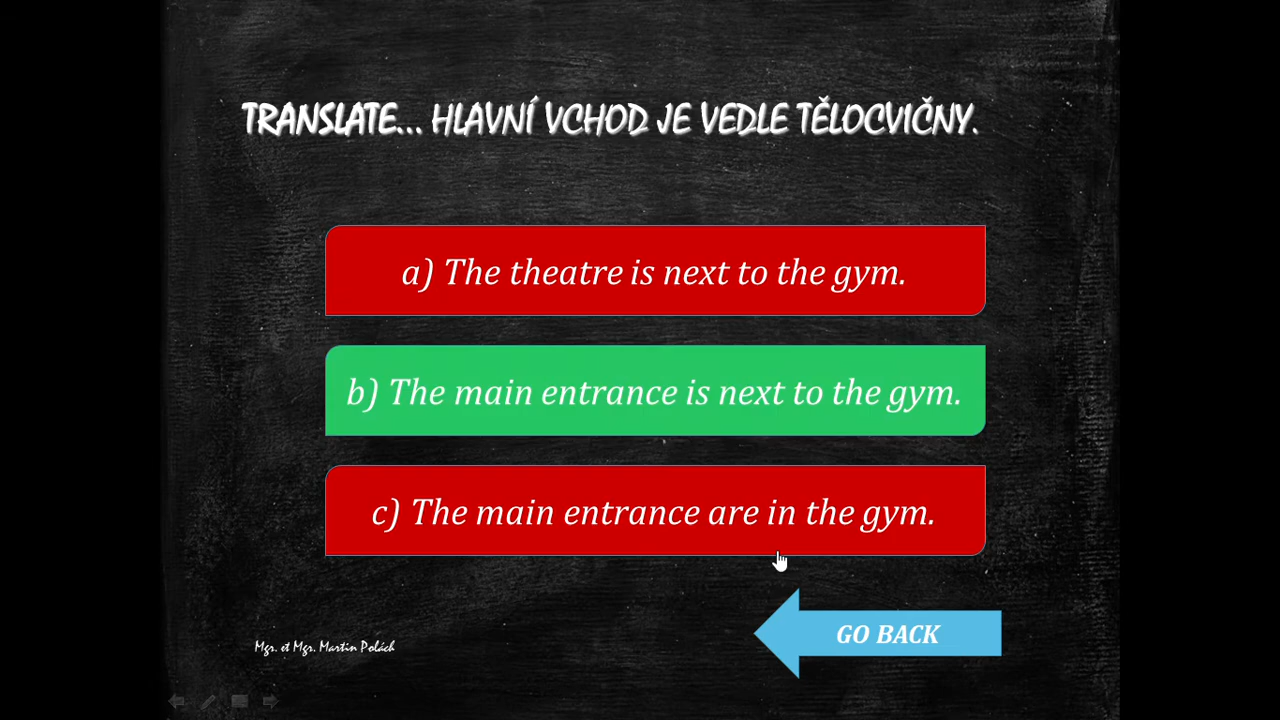 TRANSLATE... HLAVNÍ VCHOD JE VEDLE TĚLOCVIČNY.
a) The theatre is next to the gym.
b) The main entrance is next to the gym.
c) The main entrance are in the gym.
GO BACK
Mgr. et Mgr. Martin Polách